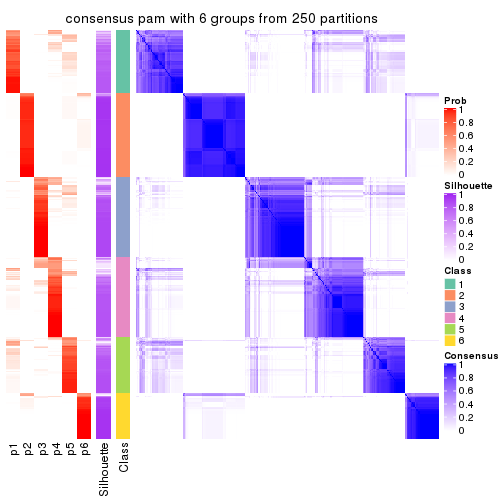 consensus pam with 6 groups from 250 partitions
Prob
1
0.8
0.6
0.4
0.2
0
Silhouette
1
0.8
0.6
0.4
0.2
0
Class
1
2
3
4
5
6
Consensus
1
0.8
0.6
0.4
0.2
0
p1
p2
p3
p4
p5
p6
Silhouette
Class